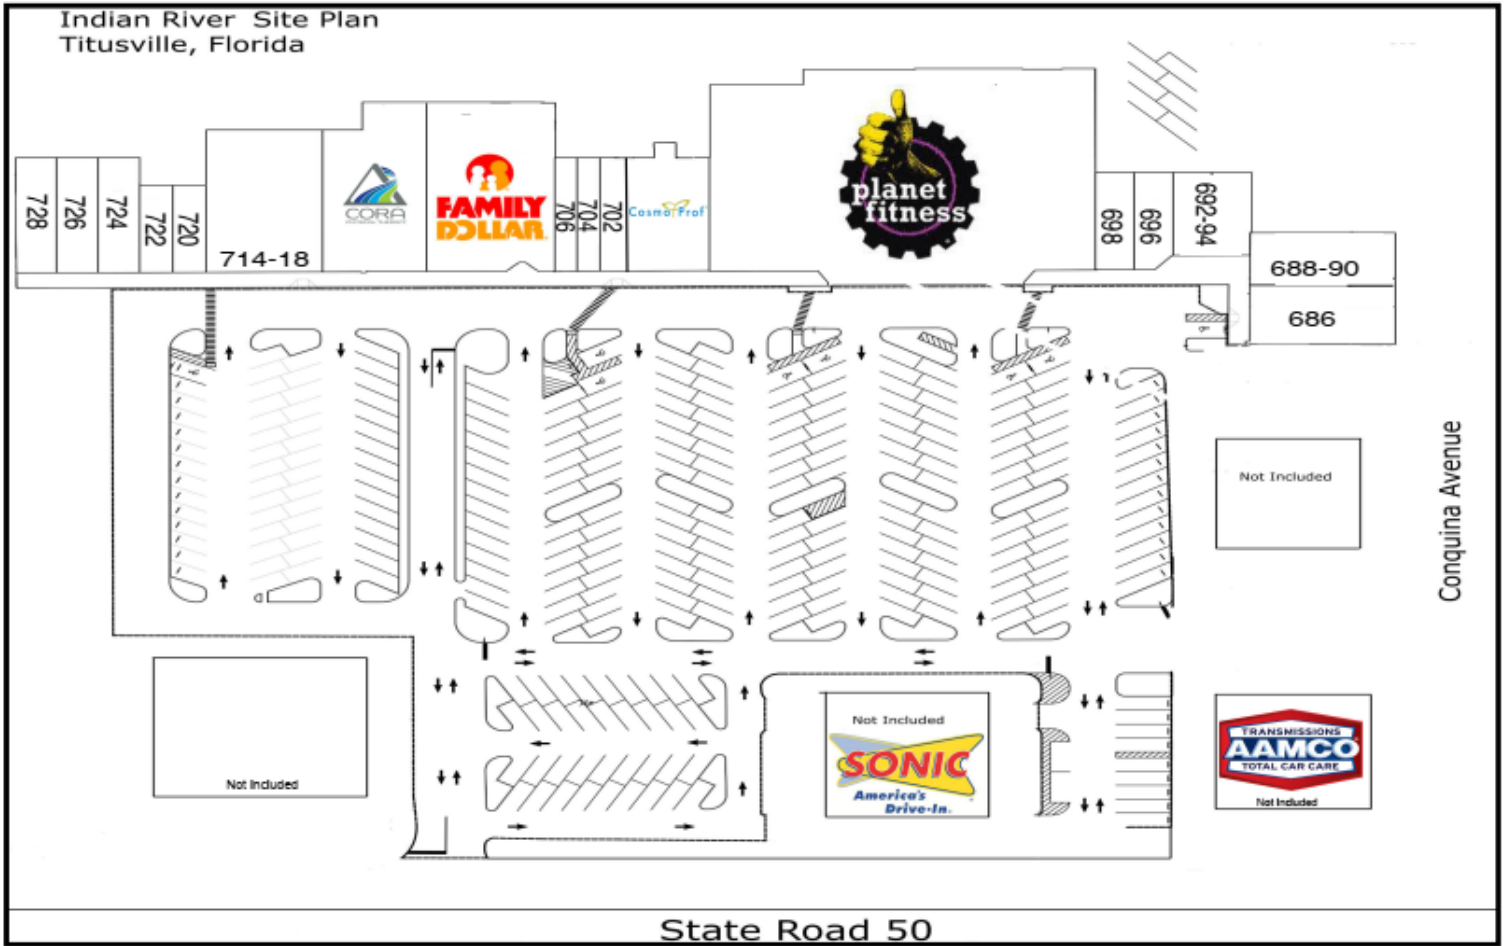 Indian River Site Plan
Titusville, Florida
728
726
724
722
720
714-18
CORA
FAMILY
DOLLAR
706
704
702
CosmoProf
planet
fitness
698
696
692-94
688-90
686
Not Included
Conquina Avenue
Not Included
Not Included
SONIC
America's
Drive-In.
TRANSMISSIONS
AAMCO
TOTAL CAR CARE
Not Included
State Road 50